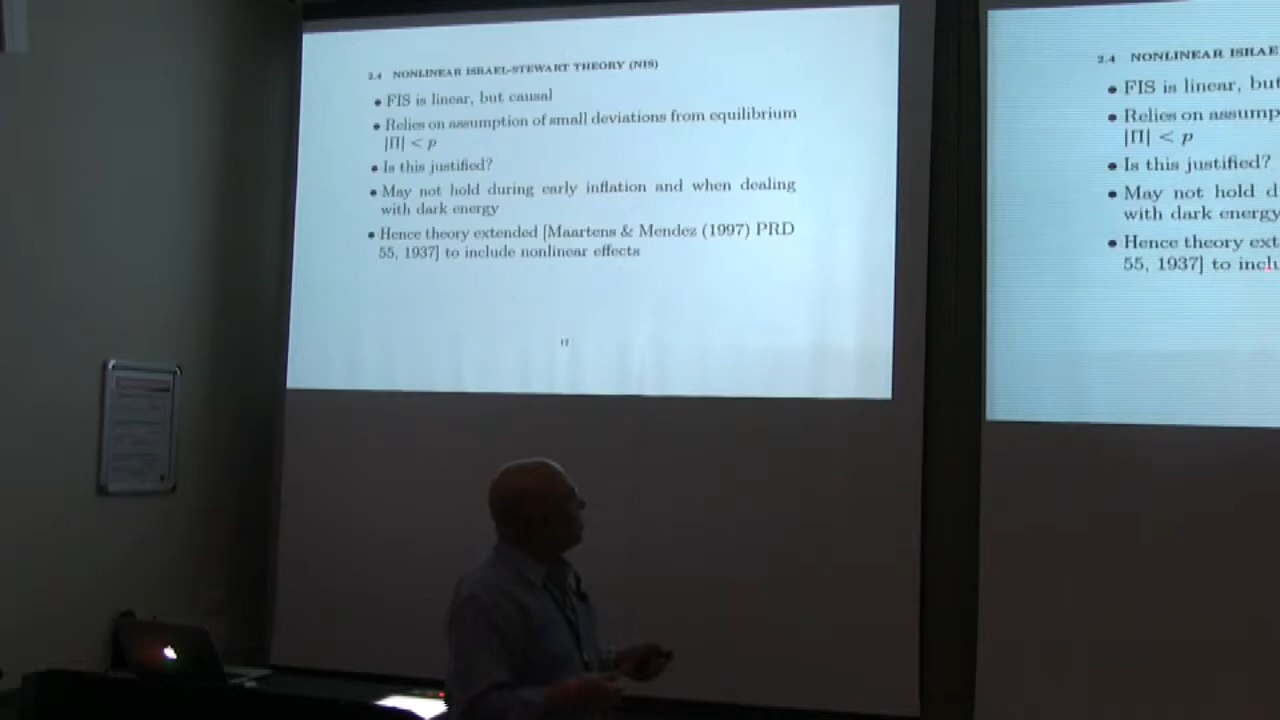 2.4 NONLINEAR ISRAEL-STEWART THEORY (NIS)
• FIS is linear, but causal
• Relies on assumption of small deviations from equilibrium
|Π| < p
• Is this justified?
• May not hold during early inflation and when dealing
with dark energy
• Hence theory extended [Maartens & Mendez (1997) PRD
55, 1937] to include nonlinear effects
2.4 NONLINEAR ISRAE
• FIS is linear, but
• Relies on assump
|Π| < p
• Is this justified?
• May not hold d
with dark energy
• Hence theory ext
55, 1937] to inclu